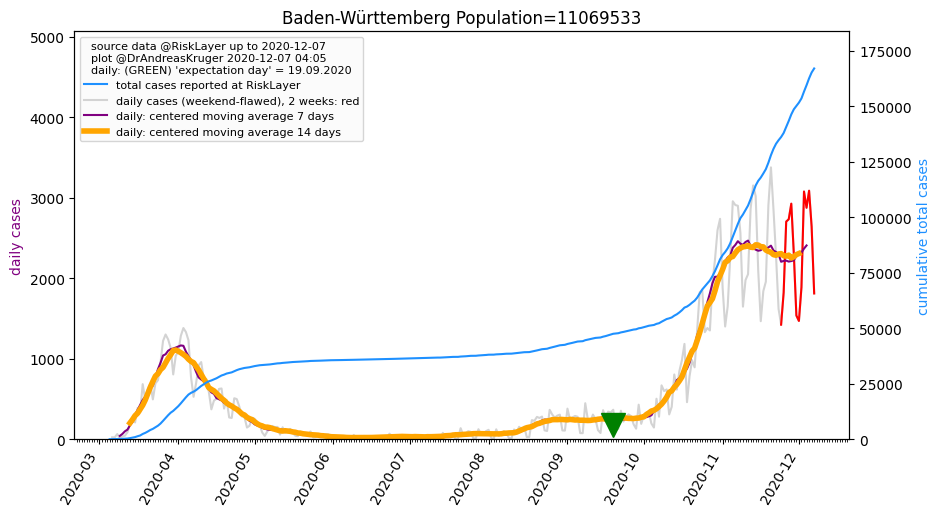 Baden-Württemberg Population=11069533
source data @RiskLayer up to 2020-12-07
plot @DrAndreasKruger 2020-12-07 04:05
daily: (GREEN) 'expectation day' = 19.09.2020
total cases reported at RiskLayer
daily cases (weekend-flawed), 2 weeks: red
daily: centered moving average 7 days
daily: centered moving average 14 days
daily cases
5000
4000
3000
2000
1000
0
175000
150000
125000
100000
75000
50000
25000
0
cumulative total cases
2020-03
2020-04
2020-05
2020-06
2020-07
2020-08
2020-09
2020-10
2020-11
2020-12